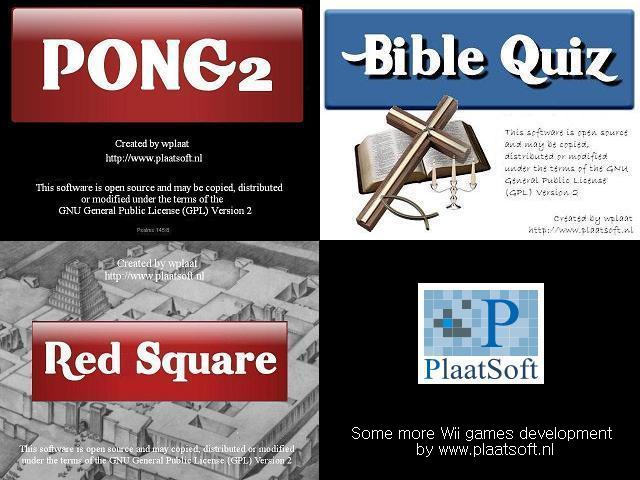 PONG2
Created by wplaat
http://www.plaatsoft.nl
This software is open source and may be copied, distributed
or modified under the terms of the
GNU General Public License (GPL) Version 2
Bible Quiz
This software is open source
and may be copied,
distributed or modified
under the terms of the GNU
General Public License
(GPL) Version 2
Created by wplaat
http://www.plaatsoft.nl
Created by wplaat
http://www.plaatsoft.nl
Red Square
This software is open source and may be copied, distributed or modified
under the terms of the GNU General Public License (GPL) Version 2
P
PlaatSoft
Some more Wii games development
by www.plaatsoft.nl